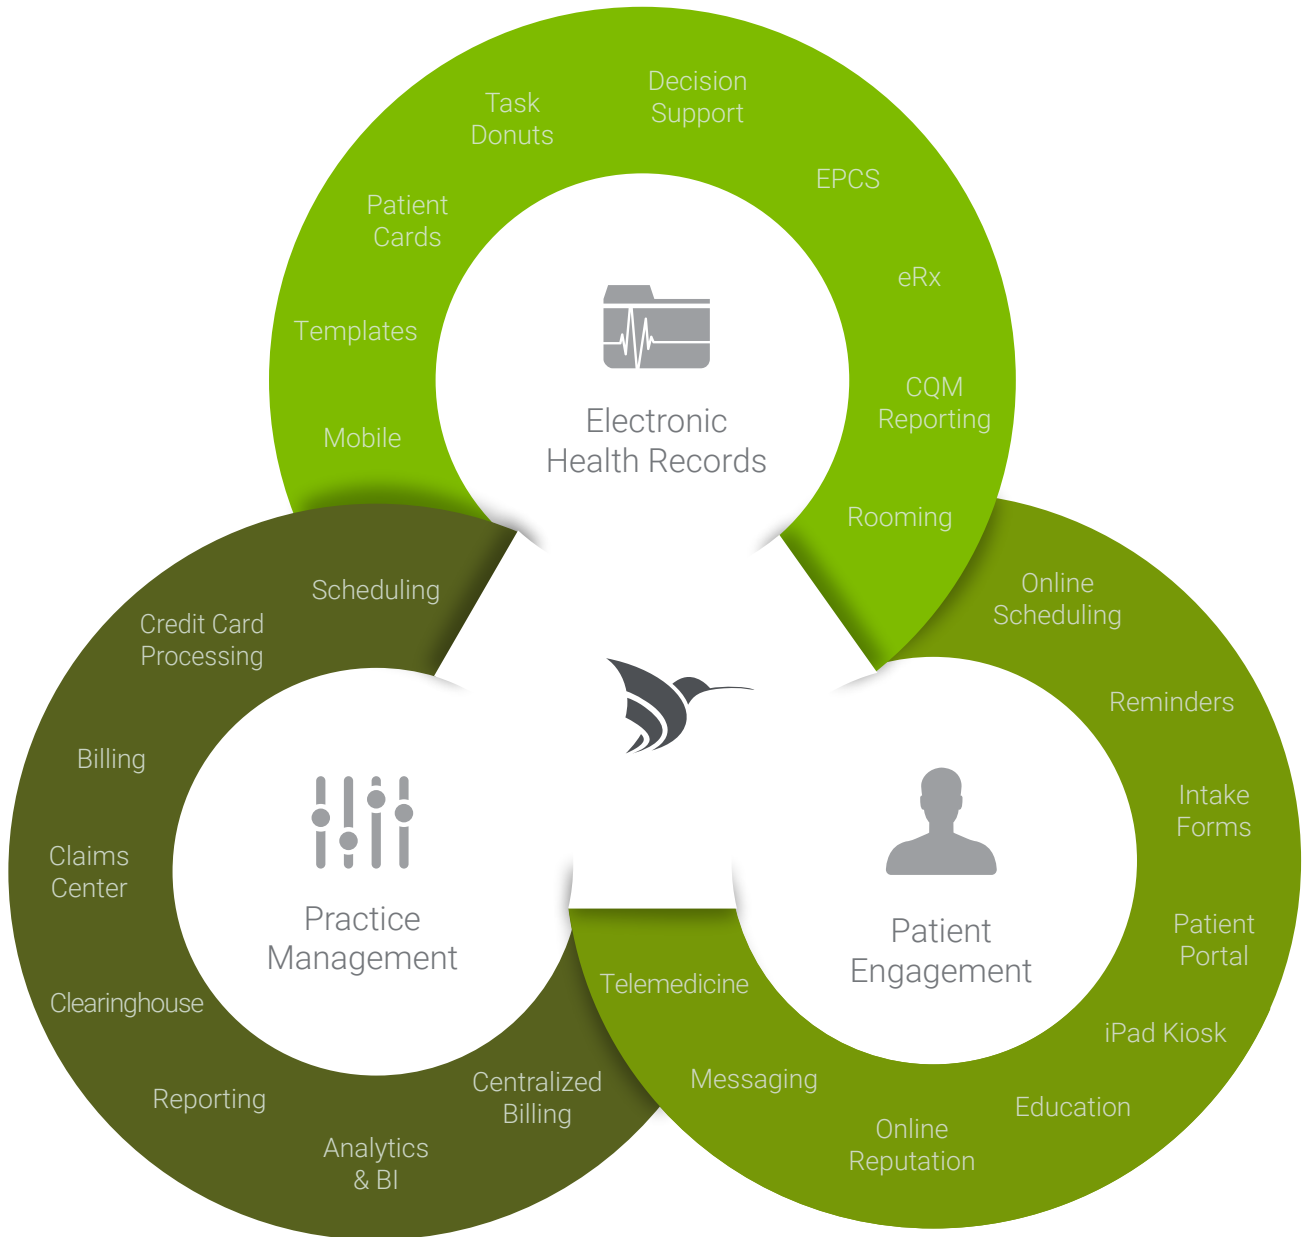 Decision
Support
Task
Donuts
EPCS
Patient
Cards
eRx
Templates
CQM
Reporting
Mobile
Rooming
Electronic
Health Records
Scheduling
Credit Card
Processing
Billing
Claims
Center
Clearinghouse
Reporting
Analytics
& BI
Centralized
Billing
Practice
Management
Online
Scheduling
Reminders
Intake
Forms
Patient
Portal
iPad Kiosk
Education
Online
Reputation
Messaging
Telemedicine
Patient
Engagement